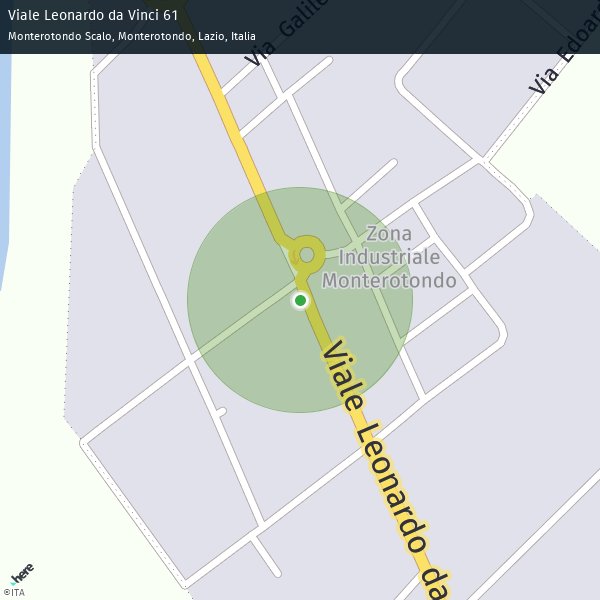 Viale Leonardo da Vinci 61
Monterotondo Scalo, Monterotondo, Lazio, Italia
Via Galile
Via Edoard
Zona
Industriale
Monterotondo
Viale Leonardo da
here
©ITA